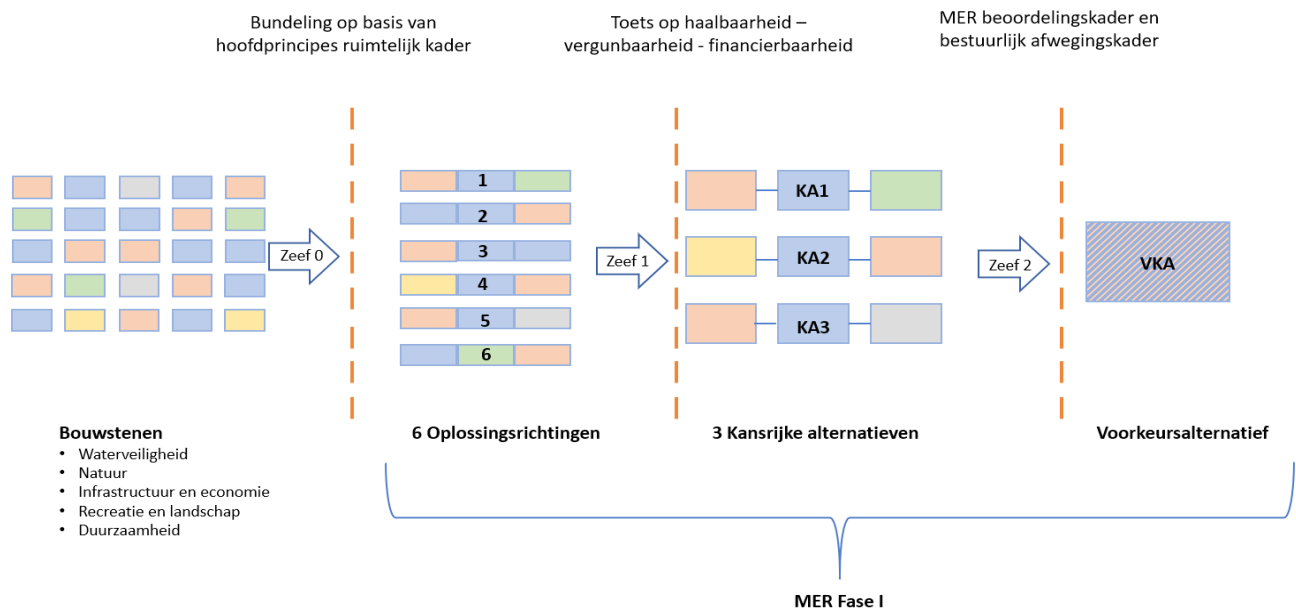 Bundeling op basis van
hoofdprincipes ruimtelijk kader
Toets op haalbaarheid –
vergunbaarheid - financierbaarheid
MER beoordelingskader en
bestuurlijk afwegingskader
Zeef 0
1
2
3
4
5
6
Zeef 1
KA1
KA2
KA3
Zeef 2
VKA
Bouwstenen
• Waterveiligheid
• Natuur
• Infrastructuur en economie
• Recreatie en landschap
• Duurzaamheid
6 Oplossingsrichtingen
3 Kansrijke alternatieven
Voorkeursalternatief
MER Fase I